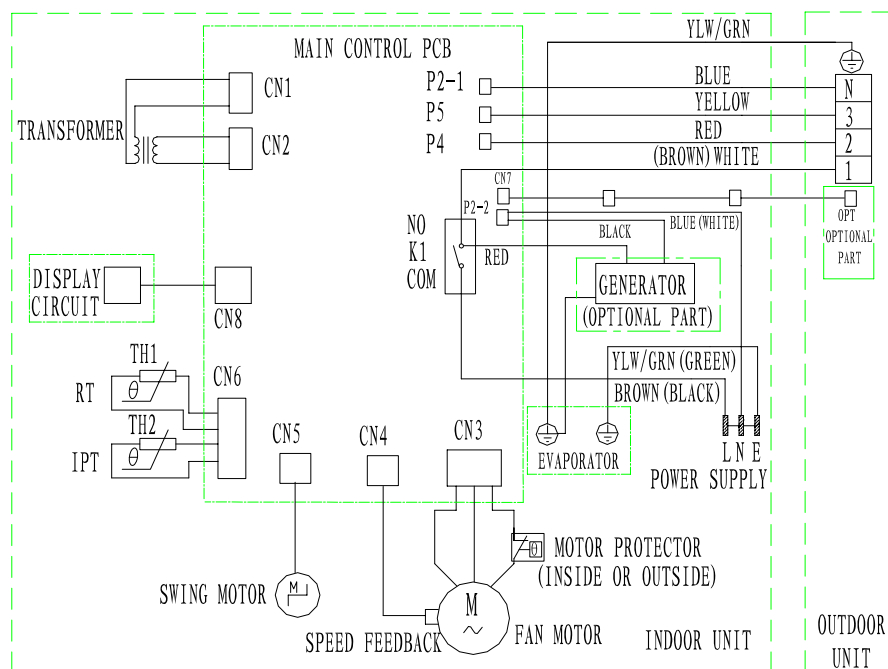 YLW/GRN
MAIN CONTROL PCB
CN1
CN2
TRANSFORMER
P2-1
BLUE
N
P5
YELLOW
3
P4
RED
2
(BROWN) WHITE
1
CN7
P2-2
BLUE (WHITE)
BLACK
OPT
OPTIONAL
PART
NO
K1
COM
RED
GENERATOR
(OPTIONAL PART)
DISPLAY
CIRCUIT
CN8
TH1
θ
RT
CN6
TH2
θ
IPT
YLW/GRN (GREEN)
BROWN (BLACK)
CN5
CN4
CN3
EVAPORATOR
L N E
POWER SUPPLY
θ
MOTOR PROTECTOR
(INSIDE OR OUTSIDE)
M
SWING MOTOR
M
∼
SPEED FEEDBACK
FAN MOTOR
INDOOR UNIT
OUTDOOR
UNIT